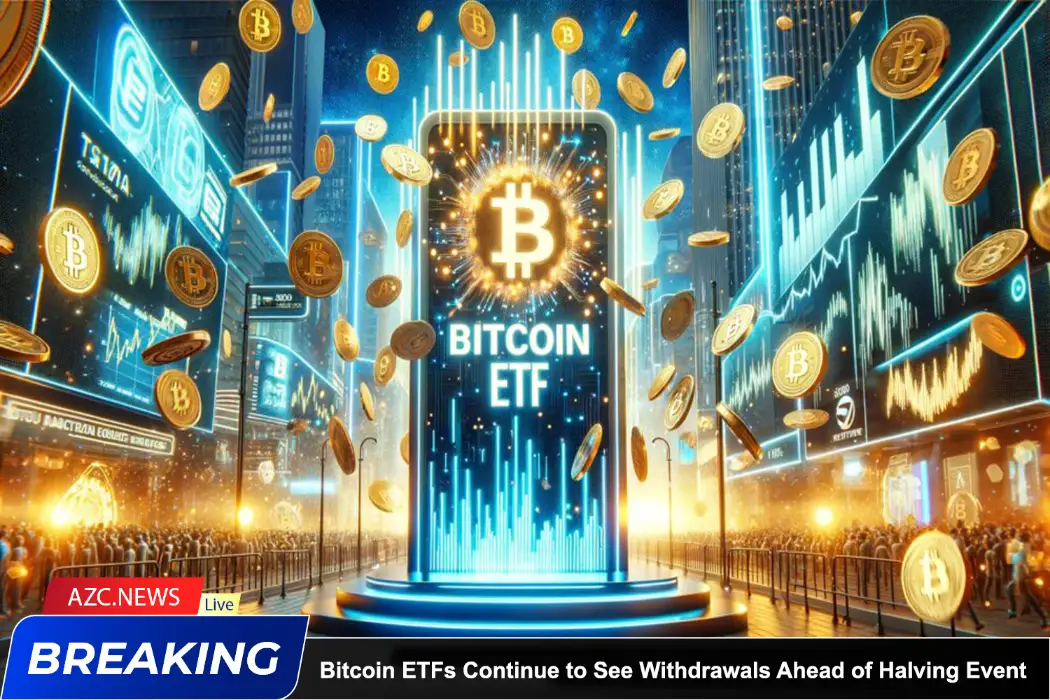 BITCOIN
ETF
AZC.NEWS
Live
BREAKING
Bitcoin ETFs Continue to See Withdrawals Ahead of Halving Event